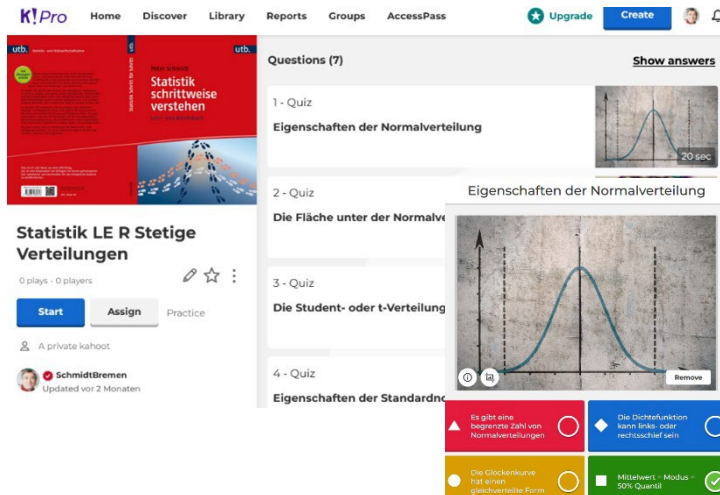 K!Pro Home Discover Library Reports Groups AccessPass Upgrade Create
utb.
utb.
Peter Schmidt
Statistik
schrittweise
verstehen
Statistik LE R Stetige
Verteilungen
0 plays - 0 players
Start Assign Practice
A private kahoot
SchmidtBremen
Updated vor 2 Monaten
Questions (7) Show answers
1 - Quiz
Eigenschaften der Normalverteilung
20 sec
2 - Quiz
Die Fläche unter der Normalve
3 - Quiz
Die Student- oder t-Verteilung
4 - Quiz
Eigenschaften der Standardno
Eigenschaften der Normalverteilung
Remove
Es gibt eine
begrenzte Zahl von
Normalverteilungen
Die Dichtefunktion
kann links- oder
rechtsschief sein
Die Glockenkurve
hat einen
gleichverteilte Form
Mittelwert = Modus =
50% Quantil